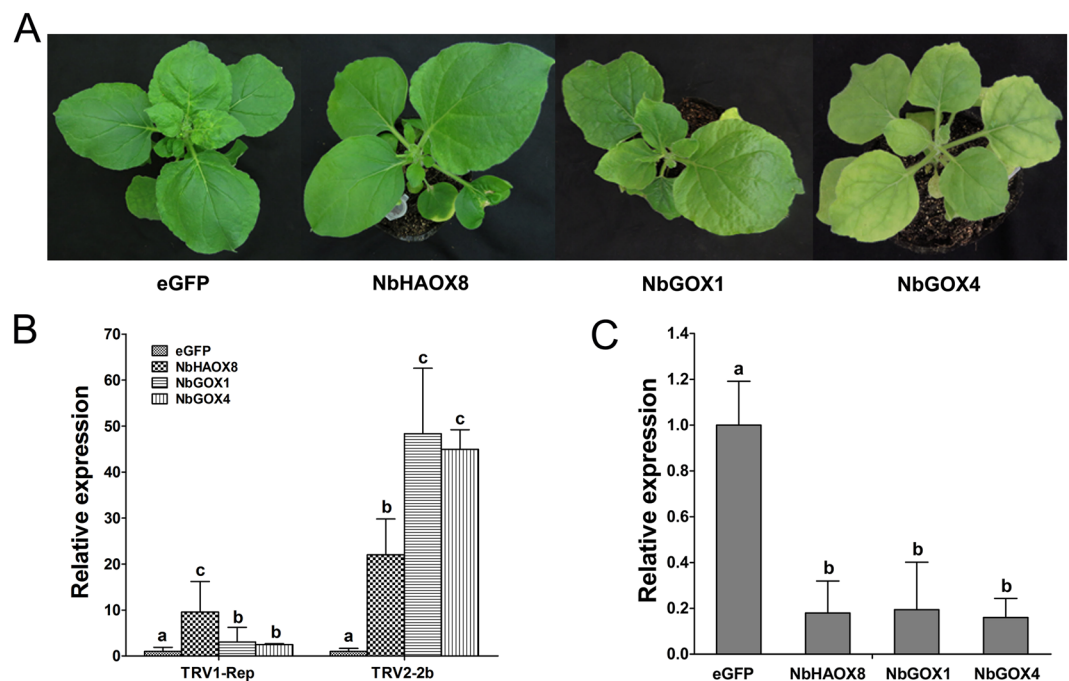 A
eGFP NbHAOX8 NbGOX1 NbGOX4
B
Relative expression
70
60
50
40
30
20
10
0
eGFP
NbHAOX8
NbGOX1
NbGOX4
a c b b a b c c
TRV1-Rep TRV2-2b
C
Relative expression
1.4
1.2
1.0
0.8
0.6
0.4
0.2
0.0
a b b b
eGFP NbHAOX8 NbGOX1 NbGOX4